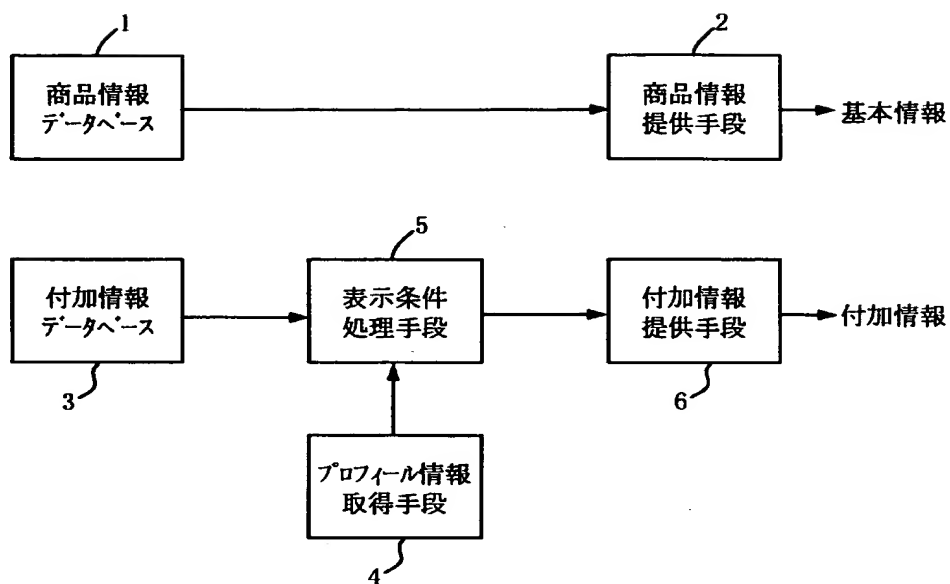 1
商品情報
データベース
2
商品情報
提供手段
基本情報
3
付加情報
データベース
5
表示条件
処理手段
6
付加情報
提供手段
付加情報
プロフィール情報
取得手段
4